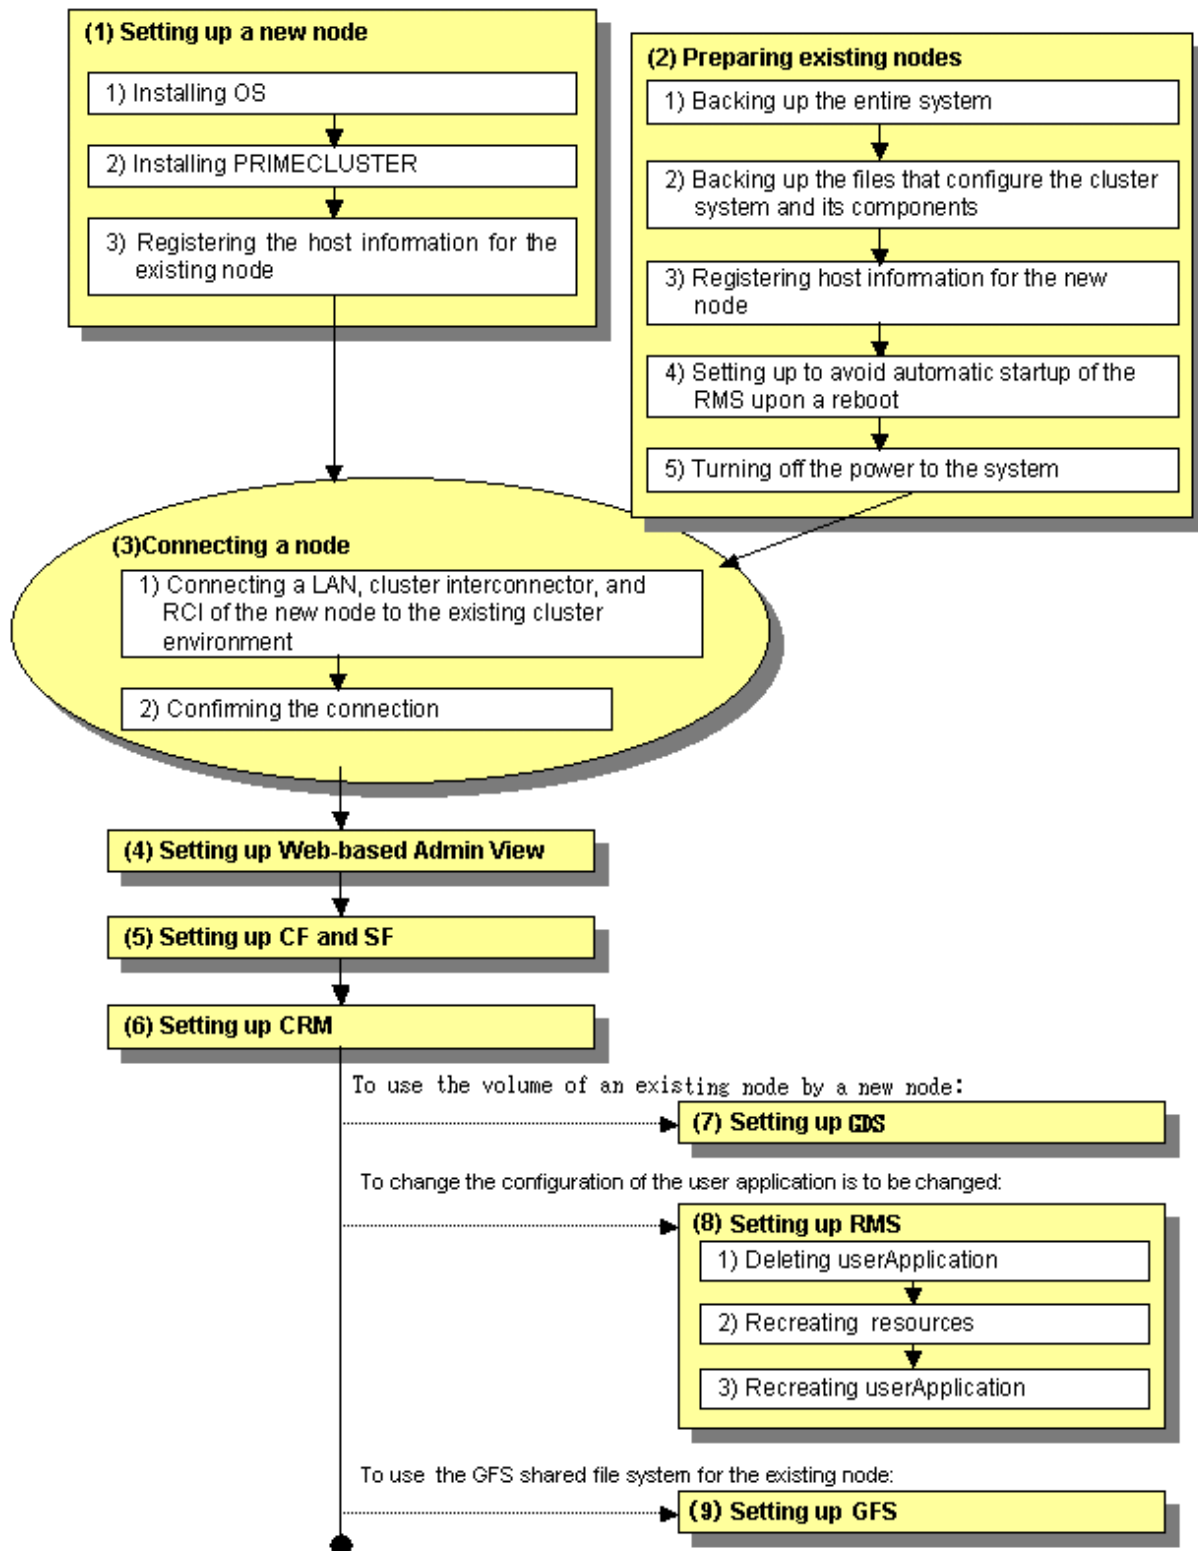 (1) Setting up a new node
1) Installing OS
2) Installing PRIMECLUSTER
3) Registering the host information for the
existing node
(2) Preparing existing nodes
1) Backing up the entire system
2) Backing up the files that configure the cluster
system and its components
3) Registering host information for the new
node
4) Setting up to avoid automatic startup of the
RMS upon a reboot
5) Turning off the power to the system
(3)Connecting a node
1) Connecting a LAN, cluster interconnector, and
RCI of the new node to the existing cluster
environment
2) Confirming the connection
(4) Setting up Web-based Admin View
(5) Setting up CF and SF
(6) Setting up CRM
To use the volume of an existing node by a new node:
(7) Setting up GDS
To change the configuration of the user application is to be changed:
(8) Setting up RMS
1) Deleting userApplication
2) Recreating resources
3) Recreating userApplication
To use the GFS shared file system for the existing node:
(9) Setting up GFS